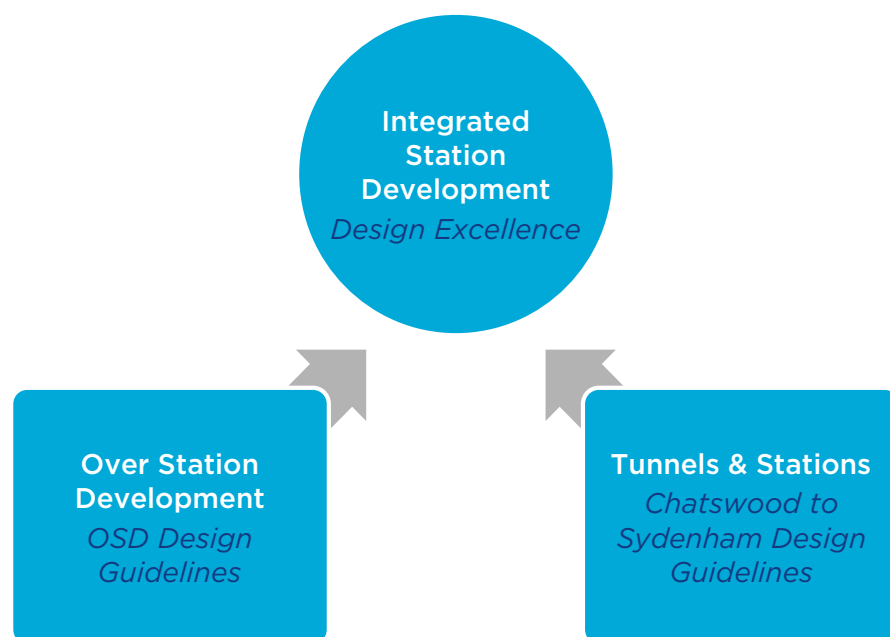 Integrated
Station
Development
Design Excellence
Over Station
Development
OSD Design
Guidelines
Tunnels & Stations
Chatswood to
Sydenham Design
Guidelines